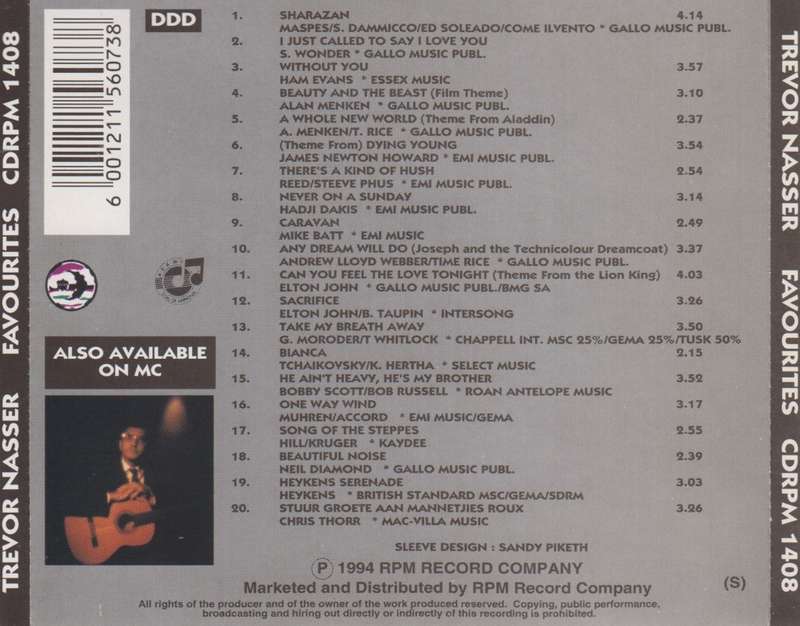 TREVOR NASSER FAVOURITES CDRPM 1408
6 001211 560738
DDD
1. SHARAZAN 4.14
MASPES/S. DAMMICCO/ED SOLEADO/COME ILVENTO * GALLO MUSIC PUBL.
2. I JUST CALLED TO SAY I LOVE YOU
S. WONDER * GALLO MUSIC PUBL.
3. WITHOUT YOU 3.57
HAM EVANS * ESSEX MUSIC
4. BEAUTY AND THE BEAST (Film Theme) 3.10
ALAN MENKEN * GALLO MUSIC PUBL.
5. A WHOLE NEW WORLD (Theme From Aladdin) 2.37
A. MENKEN/T. RICE * GALLO MUSIC PUBL.
6. (Theme From) DYING YOUNG 3.54
JAMES NEWTON HOWARD * EMI MUSIC PUBL.
7. THERE'S A KIND OF HUSH 2.54
REED/STEEVE PHUS * EMI MUSIC PUBL.
8. NEVER ON A SUNDAY 3.14
HADJI DAKIS * EMI MUSIC PUBL.
9. CARAVAN 2.49
MIKE BATT * EMI MUSIC
10. ANY DREAM WILL DO (Joseph and the Technicolour Dreamcoat) 3.37
ANDREW LLOYD WEBBER/TIME RICE * GALLO MUSIC PUBL.
11. CAN YOU FEEL THE LOVE TONIGHT (Theme From the Lion King) 4.03
ELTON JOHN * GALLO MUSIC PUBL./BMG SA
12. SACRIFICE 3.26
ELTON JOHN/B. TAUPIN * INTERSONG
13. TAKE MY BREATH AWAY 3.50
G. MORODER/T WHITLOCK * CHAPPELL INT. MSC 25%/GEMA 25%/TUSK 50%
14. BIANCA 2.15
TCHAIKOVSKY/K. HERTHA * SELECT MUSIC
15. HE AIN'T HEAVY, HE'S MY BROTHER 3.52
BOBBY SCOTT/BOB RUSSELL * ROAN ANTELOPE MUSIC
16. ONE WAY WIND 3.17
MUHREN/ACCORD * EMI MUSIC/GEMA
17. SONG OF THE STEPPES 2.55
HILL/KRUGER * KAYDEE
18. BEAUTIFUL NOISE 2.39
NEIL DIAMOND * GALLO MUSIC PUBL.
19. HEYKENS SERENADE 3.03
HEYKENS * BRITISH STANDARD MSC/GEMA/SDRM
20. STUUR GROETE AAN MANNETJIES ROUX 3.26
CHRIS THORR * MAC-VILLA MUSIC
ALSO AVAILABLE
ON MC
SLEEVE DESIGN : SANDY PIKETH
Ⓟ 1994 RPM RECORD COMPANY
Marketed and Distributed by RPM Record Company (S)
All rights of the producer and of the owner of the work produced reserved. Copying, public performance,
broadcasting and hiring out directly or indirectly of this recording is prohibited.
TREVOR NASSER FAVOURITES CDRPM 1408